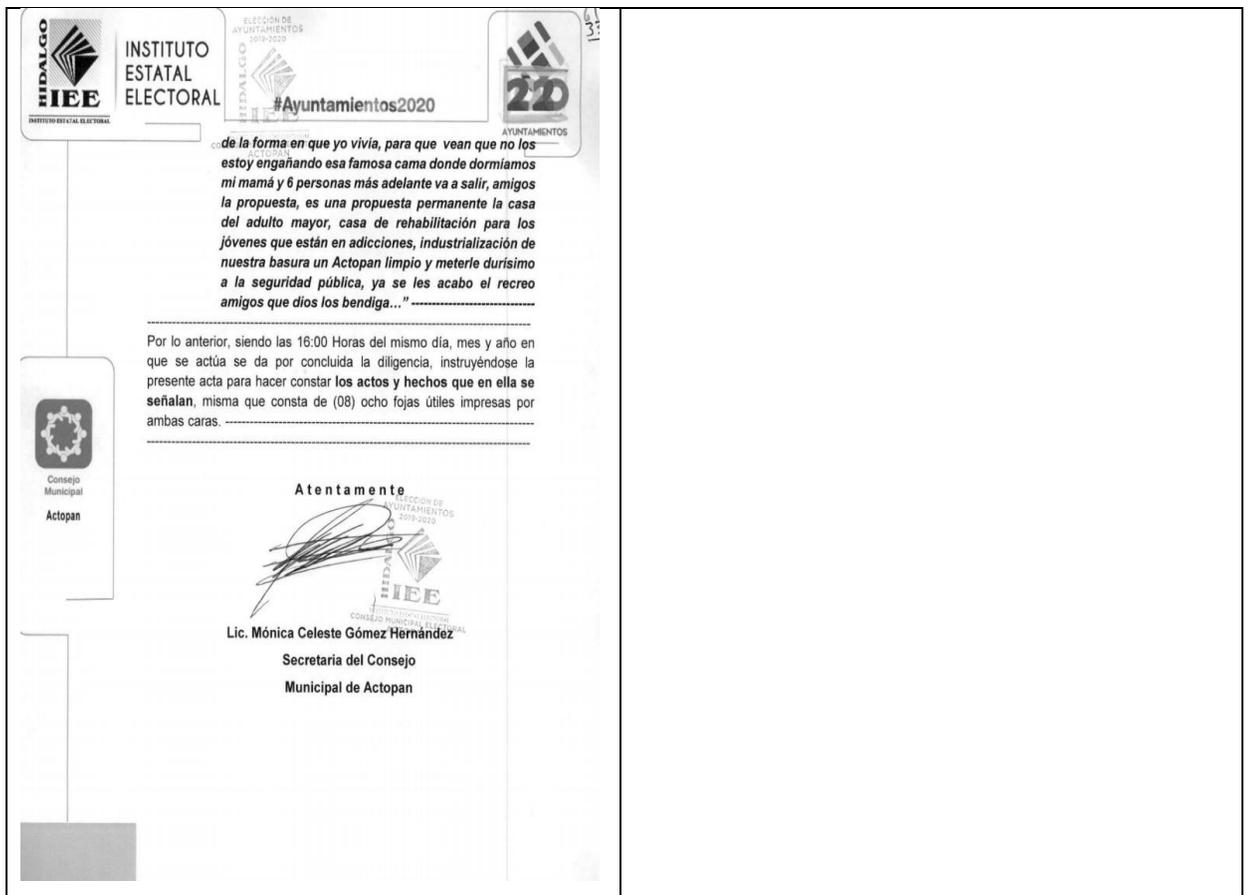 HIDALGO
IEE
INSTITUTO ESTATAL ELECTORAL
INSTITUTO
ESTATAL
ELECTORAL
ELECCIÓN DE
AYUNTAMIENTOS
2019-2020
HIDALGO
IEE
#Ayuntamientos2020
ACTOPAN
220
AYUNTAMIENTOS
de la forma en que yo vivía, para que vean que no los
estoy engañando esa famosa cama donde dormíamos
mi mamá y 6 personas más adelante va a salir, amigos
la propuesta, es una propuesta permanente la casa
del adulto mayor, casa de rehabilitación para los
jóvenes que están en adicciones, industrialización de
nuestra basura un Actopan limpio y meterle durísimo
a la seguridad pública, ya se les acabo el recreo
amigos que dios los bendiga…” ------------------------------
Por lo anterior, siendo las 16:00 Horas del mismo día, mes y año en
que se actúa se da por concluida la diligencia, instruyéndose la
presente acta para hacer constar los actos y hechos que en ella se
señalan, misma que consta de (08) ocho fojas útiles impresas por
ambas caras. ------------------------------
Consejo
Municipal
Actopan
Atentamente
ELECCIÓN DE
AYUNTAMIENTOS
2019-2020
HIDALGO
IEE
INSTITUTO ESTATAL ELECTORAL
CONSEJO MUNICIPAL ELECTORAL
Lic. Mónica Celeste Gómez Hernández
Secretaria del Consejo
Municipal de Actopan